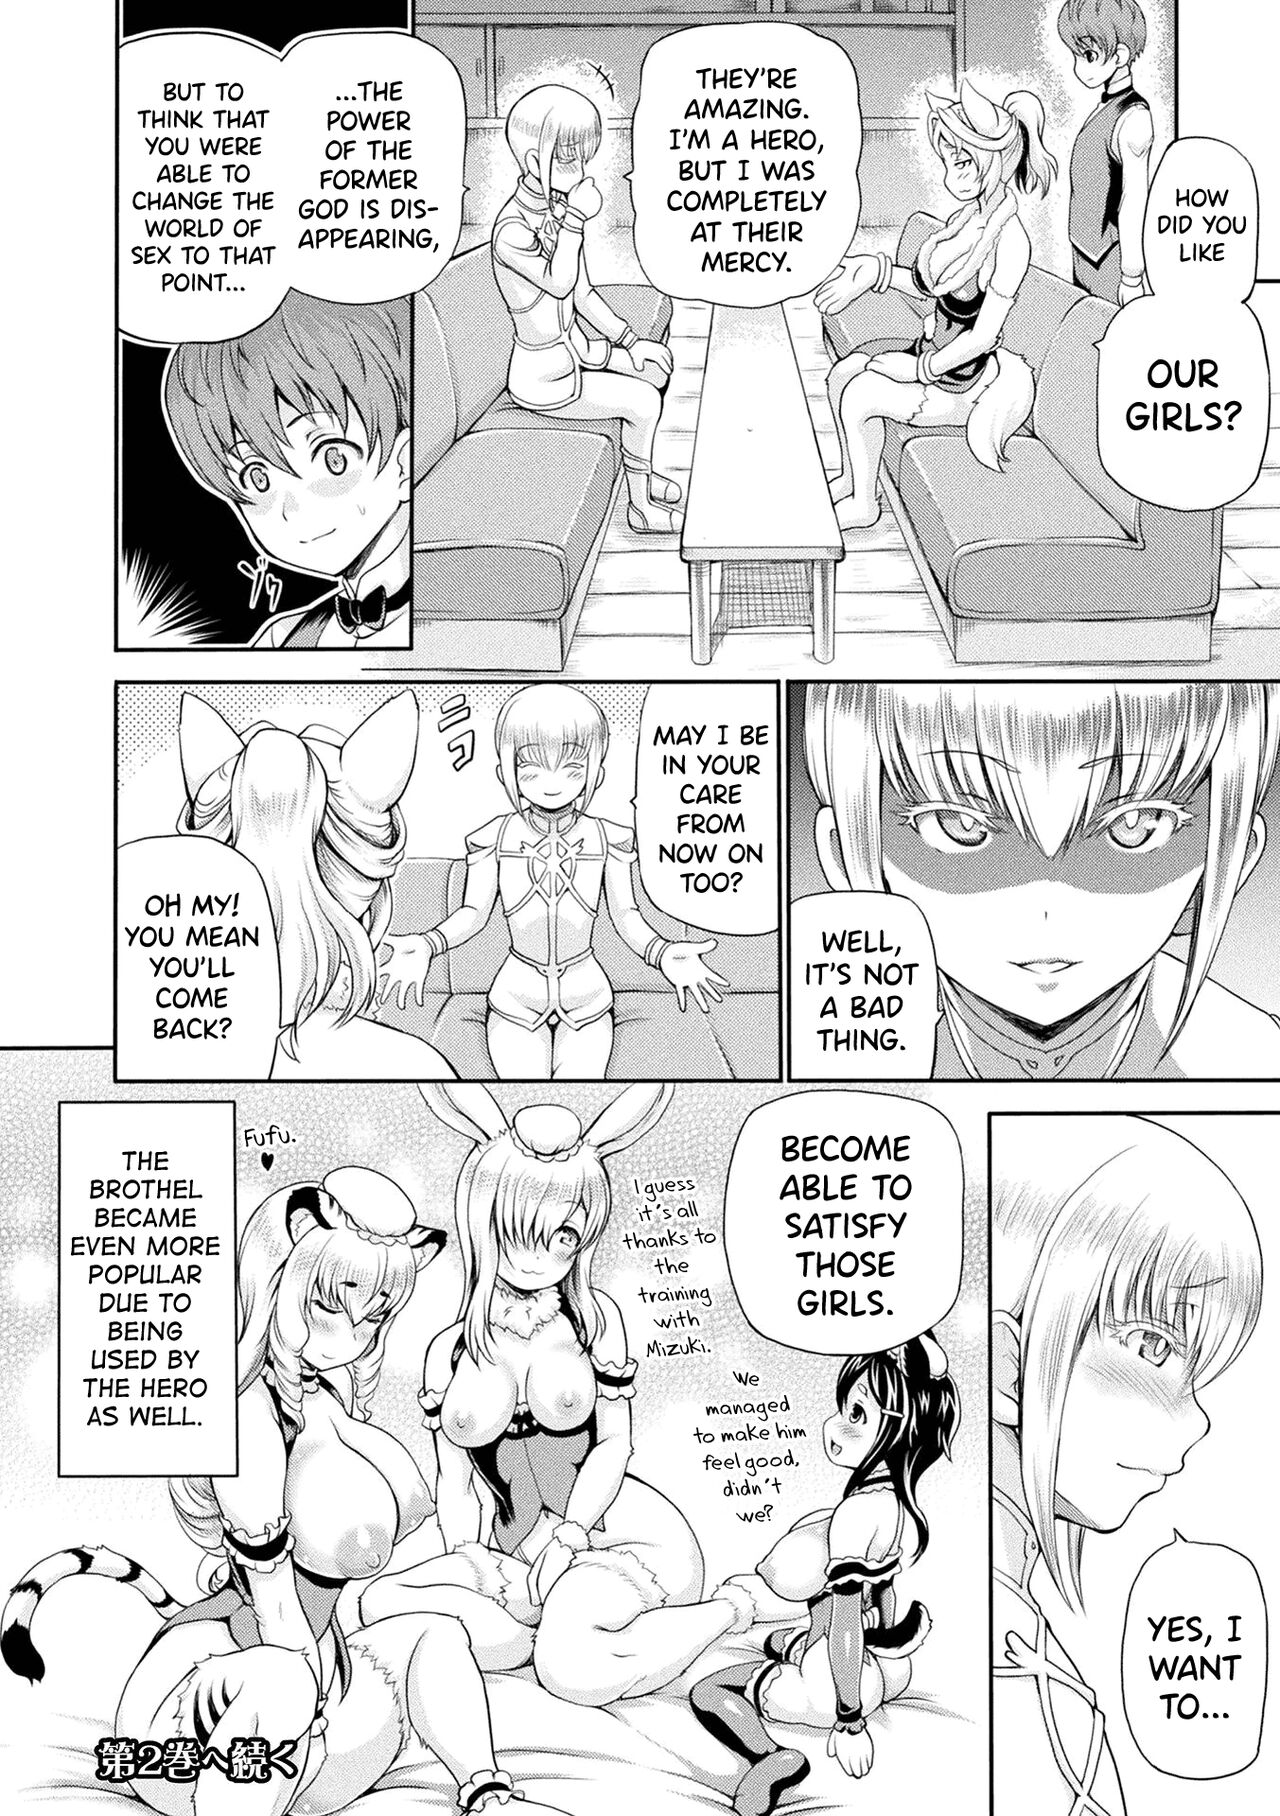 HOW
DID YOU
LIKE
OUR
GIRLS?
THEY'RE
AMAZING.
I'M A HERO,
BUT I WAS
COMPLETELY
AT THEIR
MERCY.
...THE
POWER
OF THE
FORMER
GOD IS DIS-
APPEARING,
BUT TO
THINK THAT
YOU WERE
ABLE TO
CHANGE THE
WORLD OF
SEX TO THAT
POINT...
ゾクッ
WELL,
IT'S NOT
A BAD
THING.
MAY I BE
IN YOUR
CARE
FROM
NOW ON
TOO?
ニコ
OH MY!
YOU MEAN
YOU'LL
COME
BACK?
YES, I
WANT
TO...
BECOME
ABLE TO
SATISFY
THOSE
GIRLS.
I guess
it's all
thanks to
the
training
with
Mizuki.
We
managed
to make him
feel good,
didn't
we?
Fufu.
♥
THE
BROTHEL
BECAME
EVEN MORE
POPULAR
DUE TO
BEING
USED BY
THE HERO
AS WELL.
第2巻へ続く